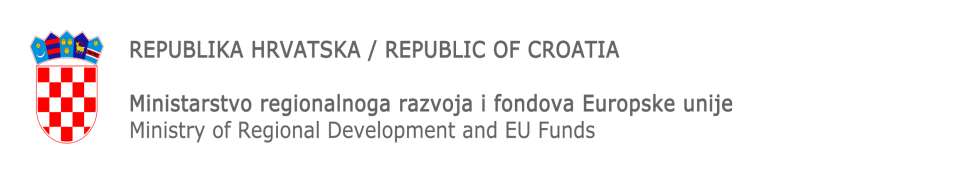 REPUBLIKA HRVATSKA / REPUBLIC OF CROATIA
Ministarstvo regionalnoga razvoja i fondova Europske unije
Ministry of Regional Development and EU Funds